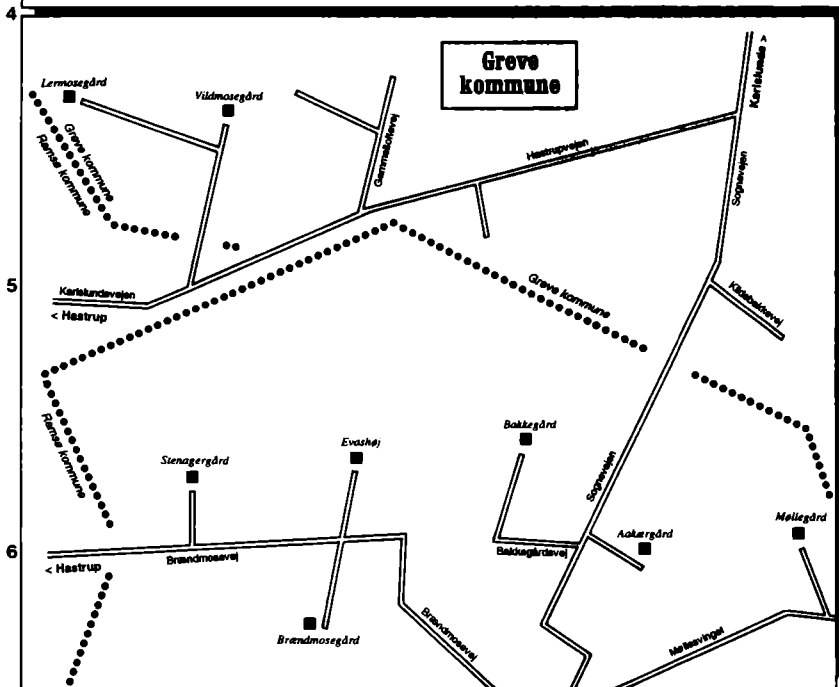 4
Greve
kommune
Karlslunde >
Lermosegård
Vildmosegård
Greve kommune
Ramsø kommune
Gammeltoftevej
Hastrupvejen
Sognevejen
5
Karlslundevejen
< Hastrup
Greve kommune
Kildebakkevej
Ramsø kommune
Stenagergård
Evashøj
Bakkegård
Sognevejen
Aakærgård
Møllegård
6
Brændmosevej
< Hastrup
Bakkegårdsvej
Brændmosegård
Brændmosevej
Møllesvinget